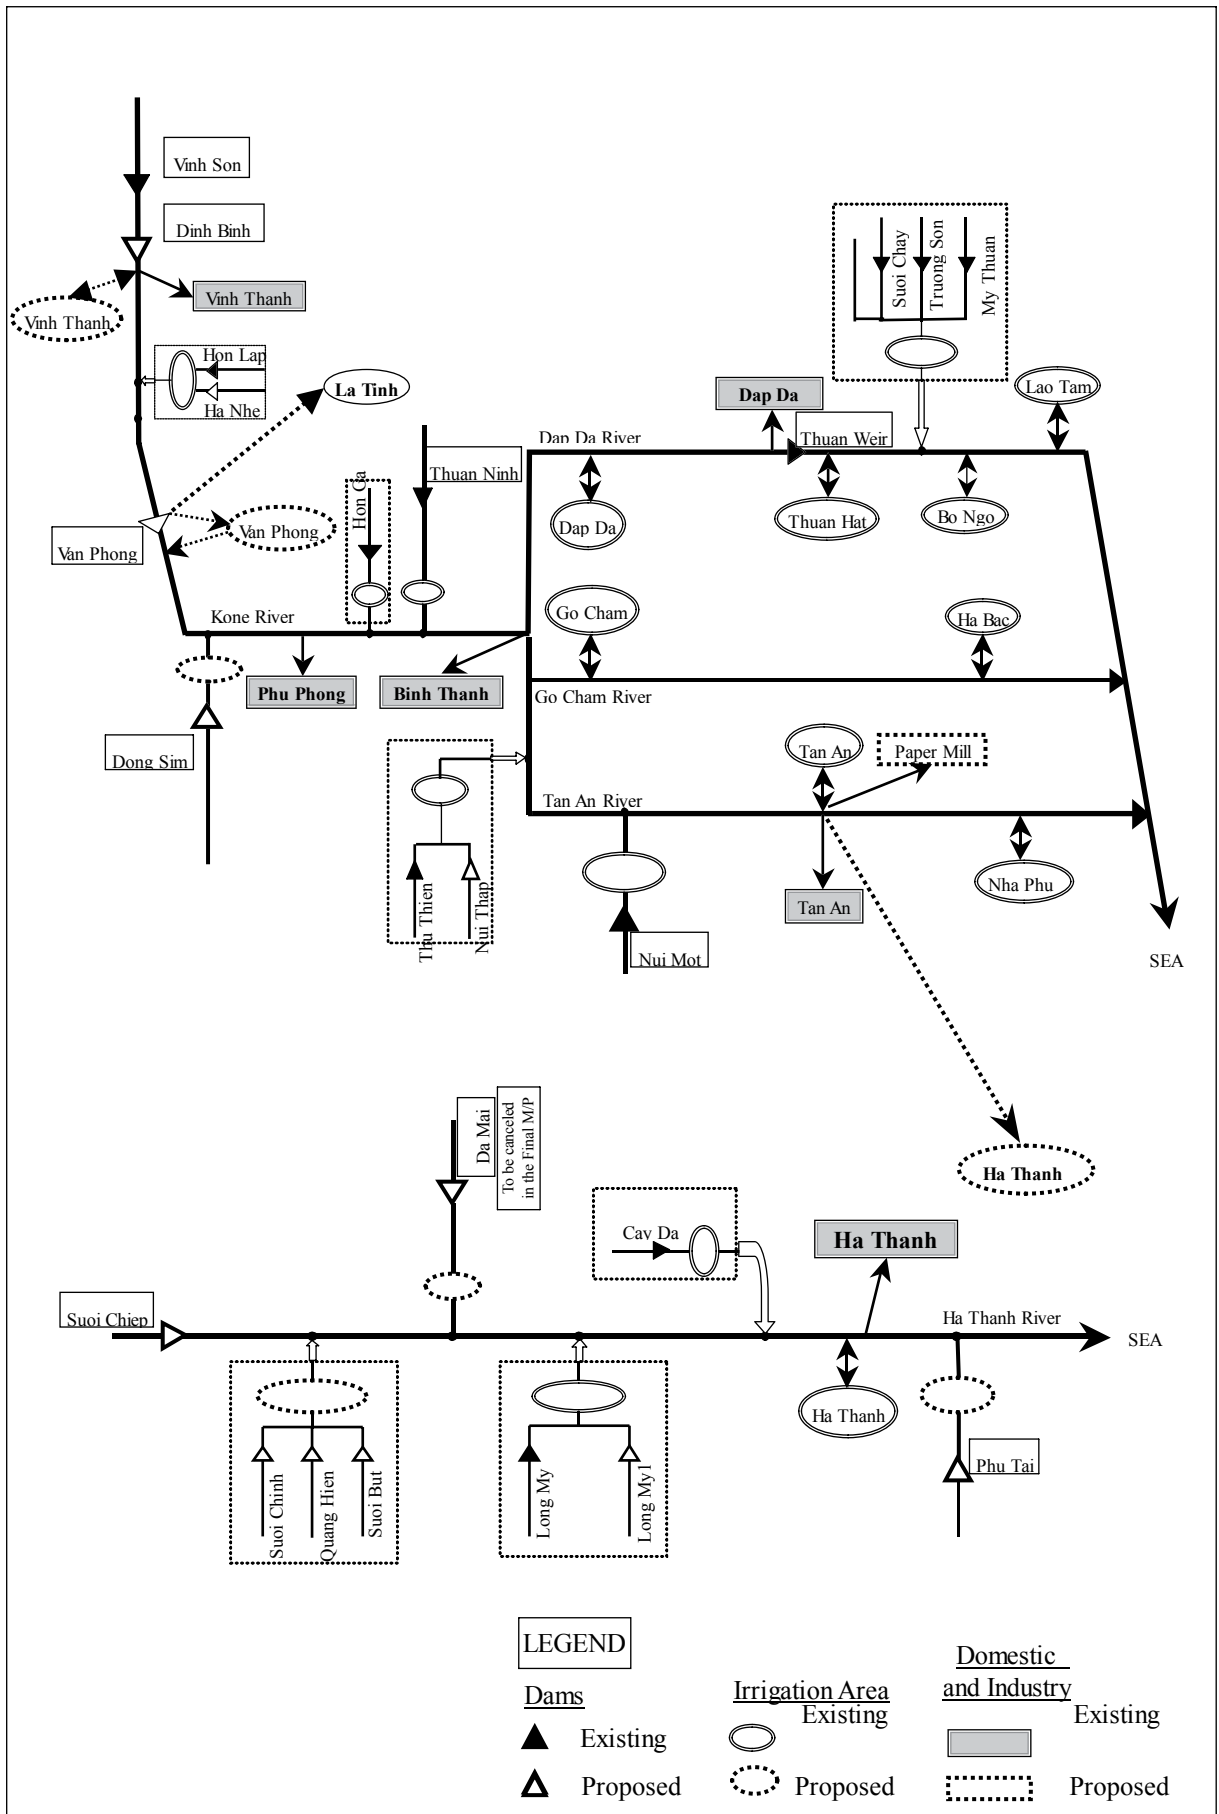 Vinh Son
Dinh Binh
Vinh Thanh
Vinh Thanh
Hon Lap
Ha Nhe
La Tinh
Van Phong
Van Phong
Hon Ga
Thuan Ninh
Kone River
Phu Phong
Binh Thanh
Dong Sim
Suoi Chay
Truong Son
My Thuan
Dap Da
Lao Tam
Dap Da River
Thuan Weir
Dap Da
Thuan Hat
Bo Ngo
Go Cham
Ha Bac
Go Cham River
Tan An
Paper Mill
Tan An River
Thu Thien
Nui Thap
Nui Mot
Tan An
Nha Phu
SEA
Ha Thanh
Da Mai
To be canceled
in the Final M/P
Cav Da
Ha Thanh
Suoi Chiep
Ha Thanh River
SEA
Ha Thanh
Phu Tai
Suoi Chinh
Quang Hien
Suoi But
Long My
Long My1
LEGEND
Dams
Existing
Proposed
Irrigation Area
Existing
Proposed
Domestic
and Industry
Existing
Proposed